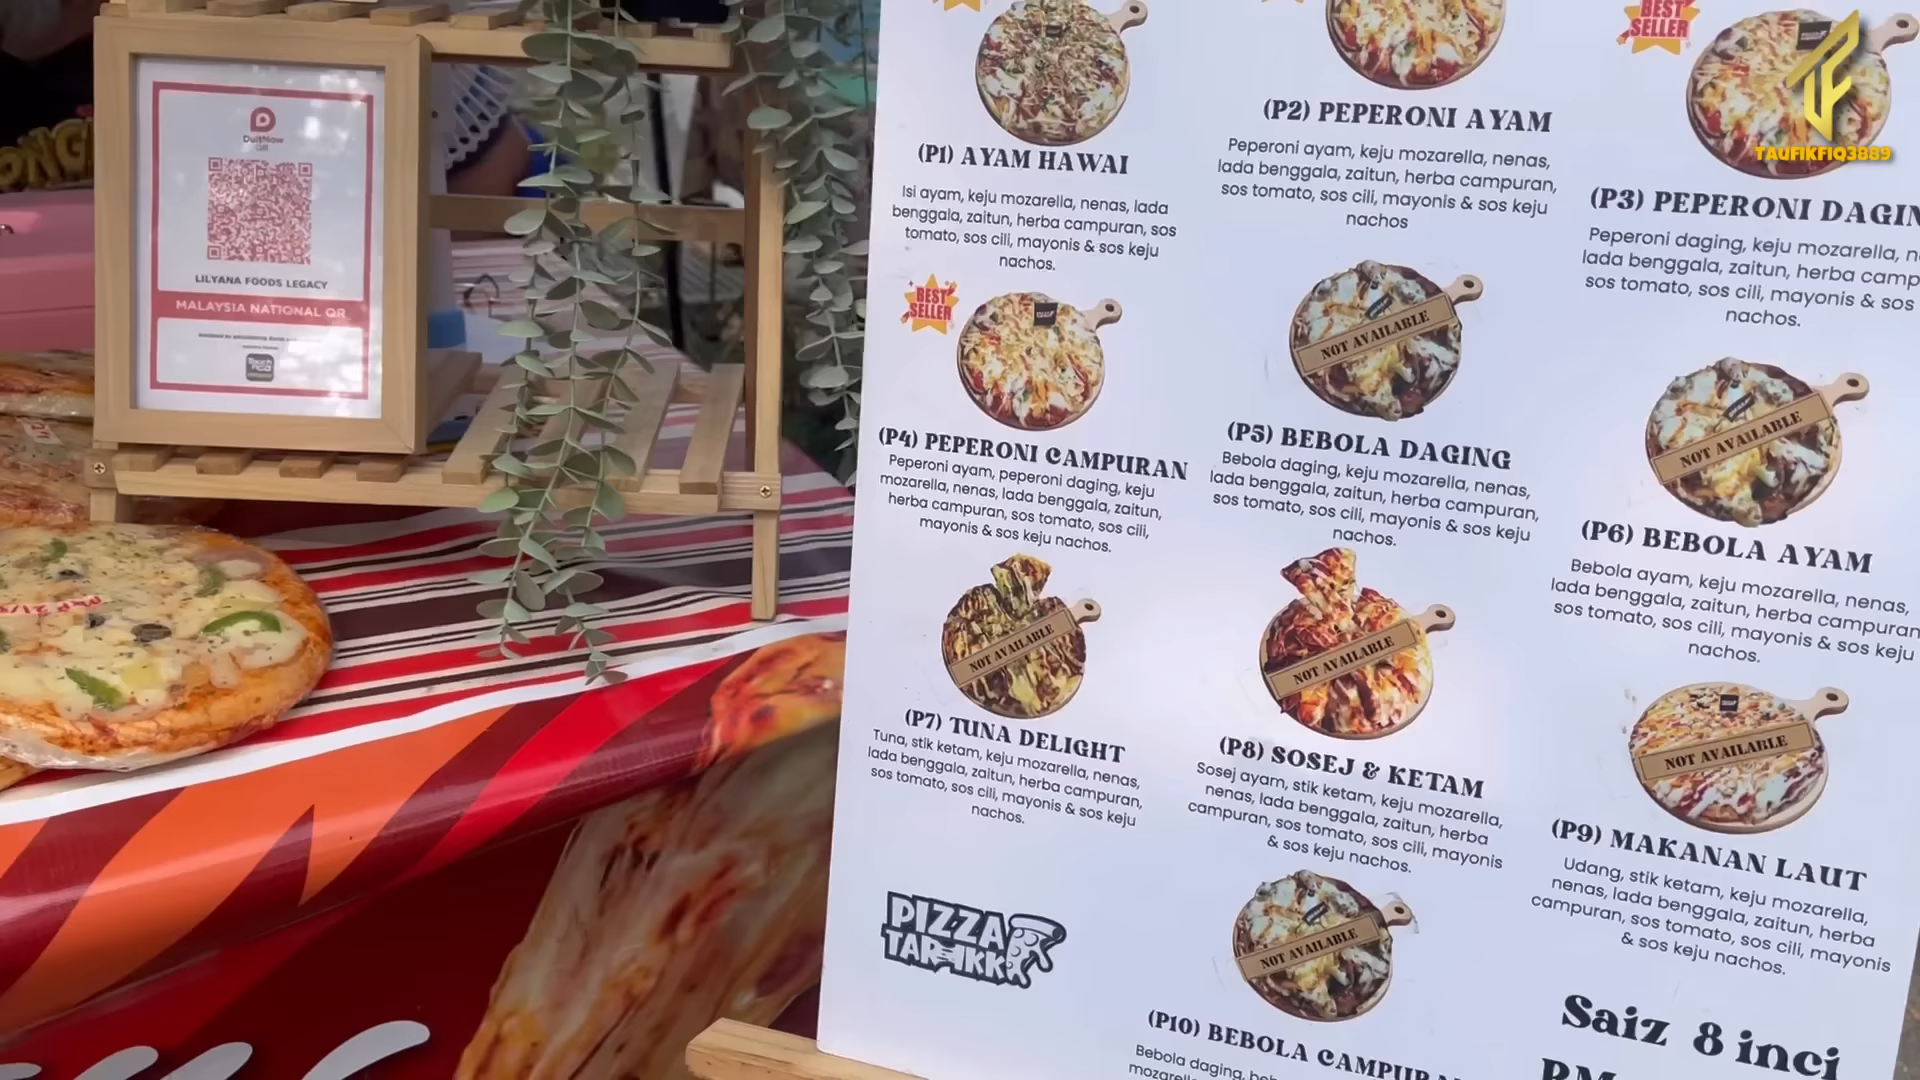 DuitNow
QR
LILYANA FOODS LEGACY
MALAYSIA NATIONAL QR
Touch
BEST
SELLER
TAUFIKFIQ3889
(P1) AYAM HAWAI
Isi ayam, keju mozarella, nenas, lada
benggala, zaitun, herba campuran, sos
tomato, sos cili, mayonis & sos keju
nachos.
(P2) PEPERONI AYAM
Peperoni ayam, keju mozarella, nenas,
lada benggala, zaitun, herba campuran,
sos tomato, sos cili, mayonis & sos keju
nachos
(P3) PEPERONI DAGIN
Peperoni daging, keju mozarella, n
lada benggala, zaitun, herba camp
sos tomato, sos cili, mayonis & sos
nachos.
BEST
SELLER
(P4) PEPERONI CAMPURAN
Peperoni ayam, peperoni daging, keju
mozarella, nenas, lada benggala, zaitun,
herba campuran, sos tomato, sos cili,
mayonis & sos keju nachos.
NOT AVAILABLE
(P5) BEBOLA DAGING
Bebola daging, keju mozarella, nenas,
lada benggala, zaitun, herba campuran,
sos tomato, sos cili, mayonis & sos keju
nachos.
NOT AVAILABLE
(P6) BEBOLA AYAM
Bebola ayam, keju mozarella, nenas,
lada benggala, zaitun, herba campuran
sos tomato, sos cili, mayonis & sos keju
nachos.
NOT AVAILABLE
(P7) TUNA DELIGHT
Tuna, stik ketam, keju mozarella, nenas,
lada benggala, zaitun, herba campuran,
sos tomato, sos cili, mayonis & sos keju
nachos.
NOT AVAILABLE
(P8) SOSEJ & KETAM
Sosej ayam, stik ketam, keju mozarella,
nenas, lada benggala, zaitun, herba
campuran, sos tomato, sos cili, mayonis
& sos keju nachos.
NOT AVAILABLE
(P9) MAKANAN LAUT
Udang, stik ketam, keju mozarella,
nenas, lada benggala, zaitun, herba
campuran, sos tomato, sos cili, mayonis
& sos keju nachos.
PIZZA
TARIKKK
NOT AVAILABLE
(P10) BEBOLA CAMPURA
Bebola daging,
Saiz 8 inci
RM